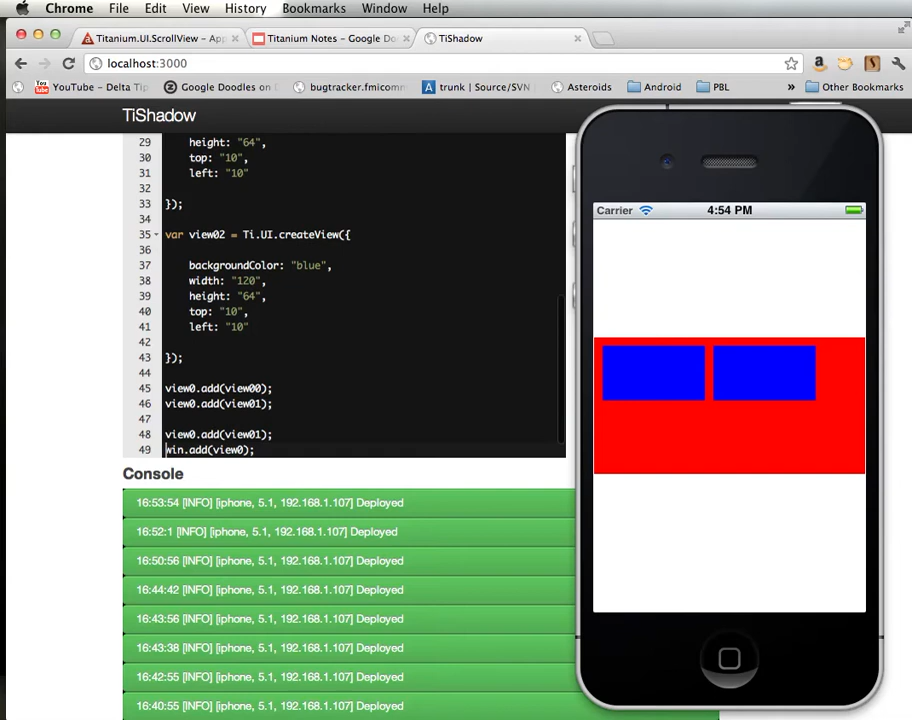 Chrome File Edit View History Bookmarks Window Help
Titanium.UI.ScrollView - App
Titanium Notes - Google Do
TiShadow
localhost:3000
YouTube - Delta Tip
Google Doodles on
bugtracker.fmicomm
trunk | Source/SVN
Asteroids
Android
PBL
» Other Bookmarks
TiShadow
29 height: "64",
30 top: "10",
31 left: "10"
32
33 });
34
35 var view02 = Ti.UI.createView({
36
37 backgroundColor: "blue",
38 width: "120",
39 height: "64",
40 top: "10",
41 left: "10"
42
43 });
44
45 view0.add(view00);
46 view0.add(view01);
47
48 view0.add(view01);
49 win.add(view0);
Console
16:53:54 [INFO] [iphone, 5.1, 192.168.1.107] Deployed
16:52:1 [INFO] [iphone, 5.1, 192.168.1.107] Deployed
16:50:56 [INFO] [iphone, 5.1, 192.168.1.107] Deployed
16:44:42 [INFO] [iphone, 5.1, 192.168.1.107] Deployed
16:43:56 [INFO] [iphone, 5.1, 192.168.1.107] Deployed
16:43:38 [INFO] [iphone, 5.1, 192.168.1.107] Deployed
16:42:55 [INFO] [iphone, 5.1, 192.168.1.107] Deployed
16:40:55 [INFO] [iphone, 5.1, 192.168.1.107] Deployed
Carrier 4:54 PM